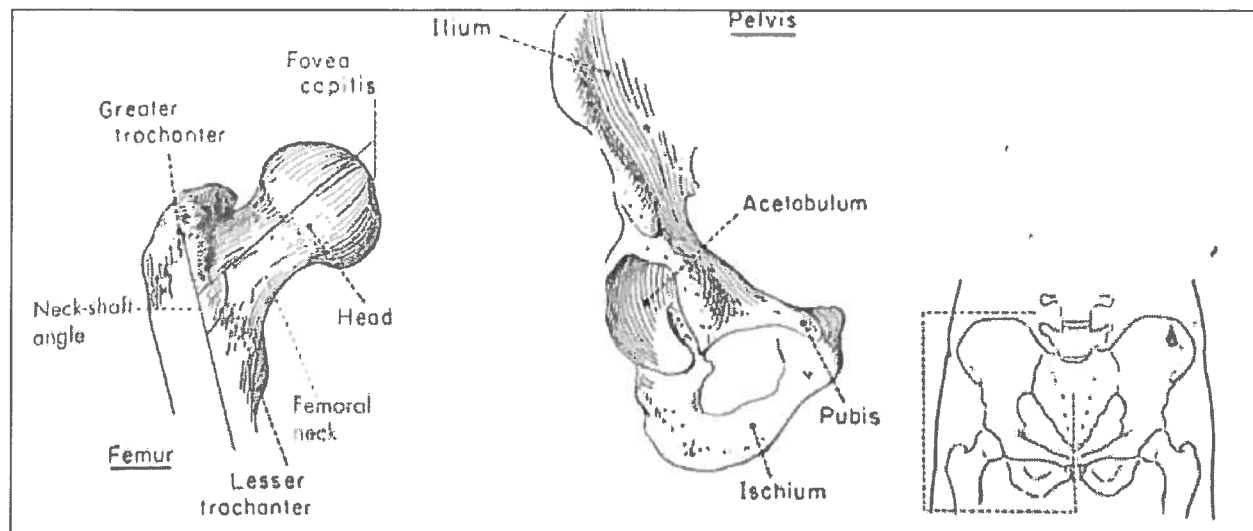 Fovea
capitis
Greater
trochanter
Neck-shaft
angle
Head
Femoral
neck
Femur
Lesser
trochanter
Ilium
Pelvis
Acetabulum
Pubis
Ischium